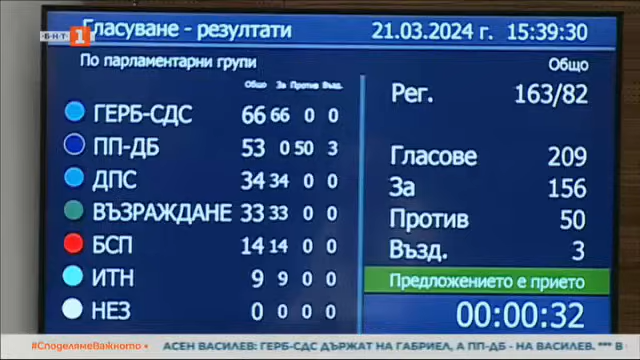 БНТ 1
Гласуване - резултати 21.03.2024 г. 15:39:30
По парламентарни групи
Общо За Против Възд.
ГЕРБ-СДС 66 66 0 0
ПП-ДБ 53 0 50 3
ДПС 34 34 0 0
ВЪЗРАЖДАНЕ 33 33 0 0
БСП 14 14 0 0
ИТН 9 9 0 0
НЕЗ 0 0 0 0
Общо
Рег. 163/82
Гласове 209
За 156
Против 50
Възд. 3
Предложението е прието
00:00:32
#СподелямеВажното • АСЕН ВАСИЛЕВ: ГЕРБ-СДС ДЪРЖАТ НА ГАБРИЕЛ, А ПП-ДБ - НА ВАСИЛЕВ. *** В